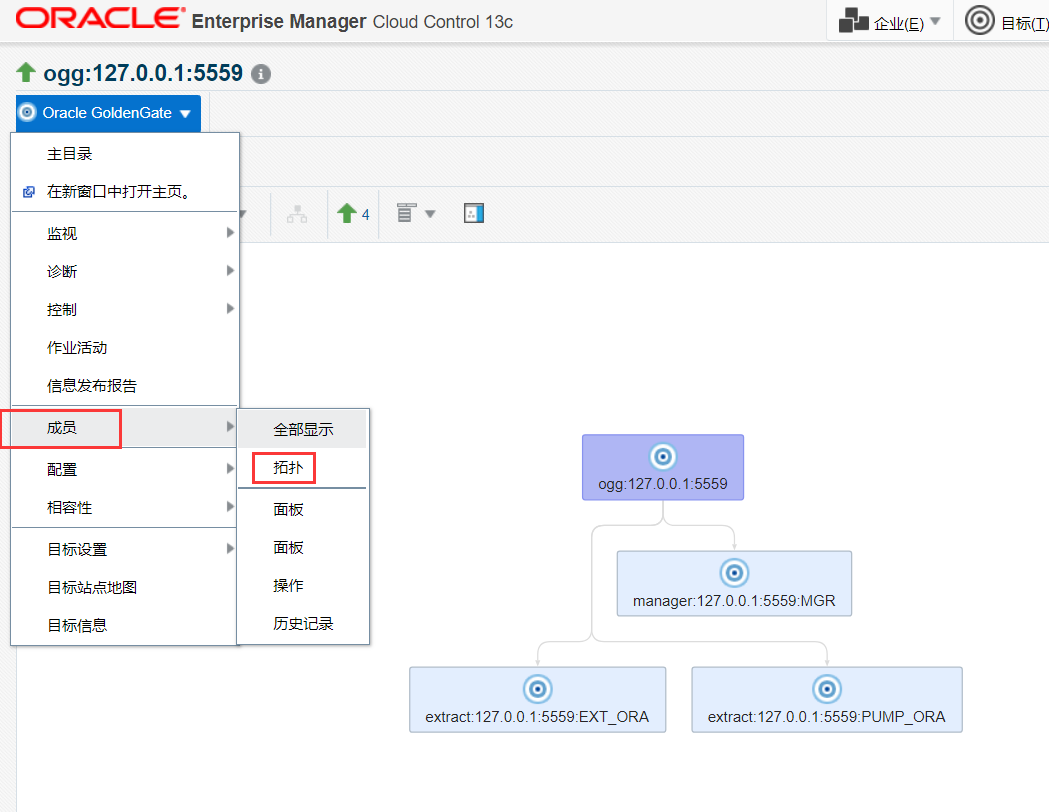 ORACLE® Enterprise Manager Cloud Control 13c
企业(E)
目标(T)
ogg:127.0.0.1:5559
Oracle GoldenGate
主目录
在新窗口中打开主页。
监视
诊断
控制
作业活动
信息发布报告
成员
配置
相容性
目标设置
目标站点地图
目标信息
全部显示
拓扑
面板
面板
操作
历史记录
4
ogg:127.0.0.1:5559
manager:127.0.0.1:5559:MGR
extract:127.0.0.1:5559:EXT_ORA
extract:127.0.0.1:5559:PUMP_ORA